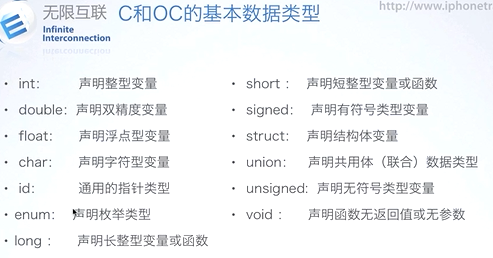 无限互联
Infinite
Interconnection
C和OC的基本数据类型
http://www.iphonetr
• int: 声明整型变量
• double: 声明双精度变量
• float: 声明浮点型变量
• char: 声明字符型变量
• id: 通用的指针类型
• enum: 声明枚举类型
• long : 声明长整型变量或函数
• short : 声明短整型变量或函数
• signed: 声明有符号类型变量
• struct: 声明结构体变量
• union: 声明共用体（联合）数据类型
• unsigned: 声明无符号类型变量
• void : 声明函数无返回值或无参数